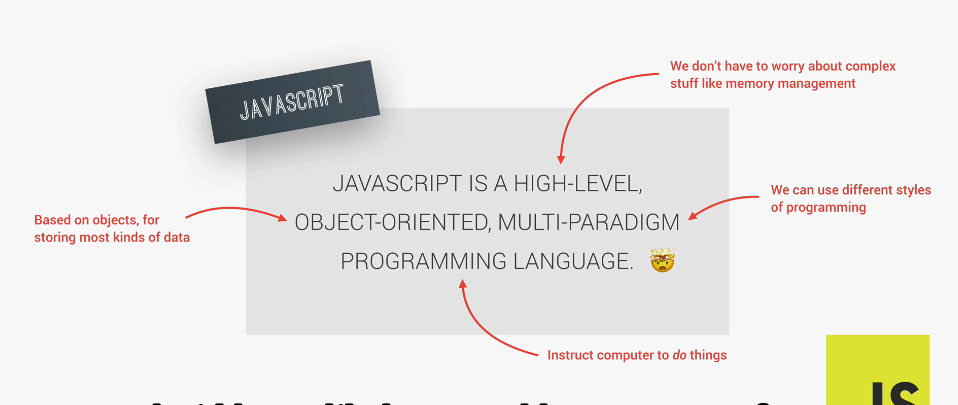 We don't have to worry about complex
stuff like memory management
JAVASCRIPT
JAVASCRIPT IS A HIGH-LEVEL,
OBJECT-ORIENTED, MULTI-PARADIGM
PROGRAMMING LANGUAGE.
We can use different styles
of programming
Based on objects, for
storing most kinds of data
Instruct computer to do things
JS